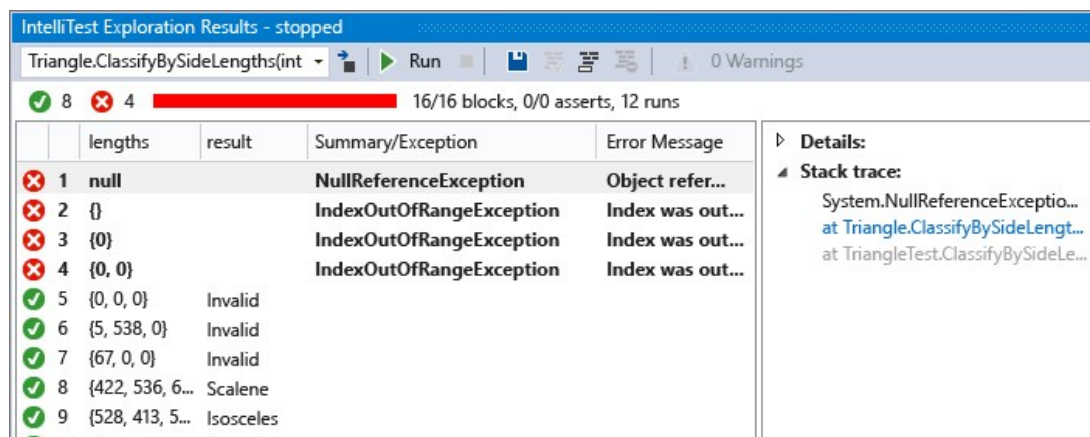 IntelliTest Exploration Results - stopped
Triangle.ClassifyBySideLengths(int Run 0 Warnings
8 4 16/16 blocks, 0/0 asserts, 12 runs
lengths result Summary/Exception Error Message
1 null NullReferenceException Object refer...
2 {} IndexOutOfRangeException Index was out...
3 {0} IndexOutOfRangeException Index was out...
4 {0, 0} IndexOutOfRangeException Index was out...
5 {0, 0, 0} Invalid
6 {5, 538, 0} Invalid
7 {67, 0, 0} Invalid
8 {422, 536, 6... Scalene
9 {528, 413, 5... Isosceles
Details:
Stack trace:
System.NullReferenceExceptio...
at Triangle.ClassifyBySideLengt...
at TriangleTest.ClassifyBySideLe...